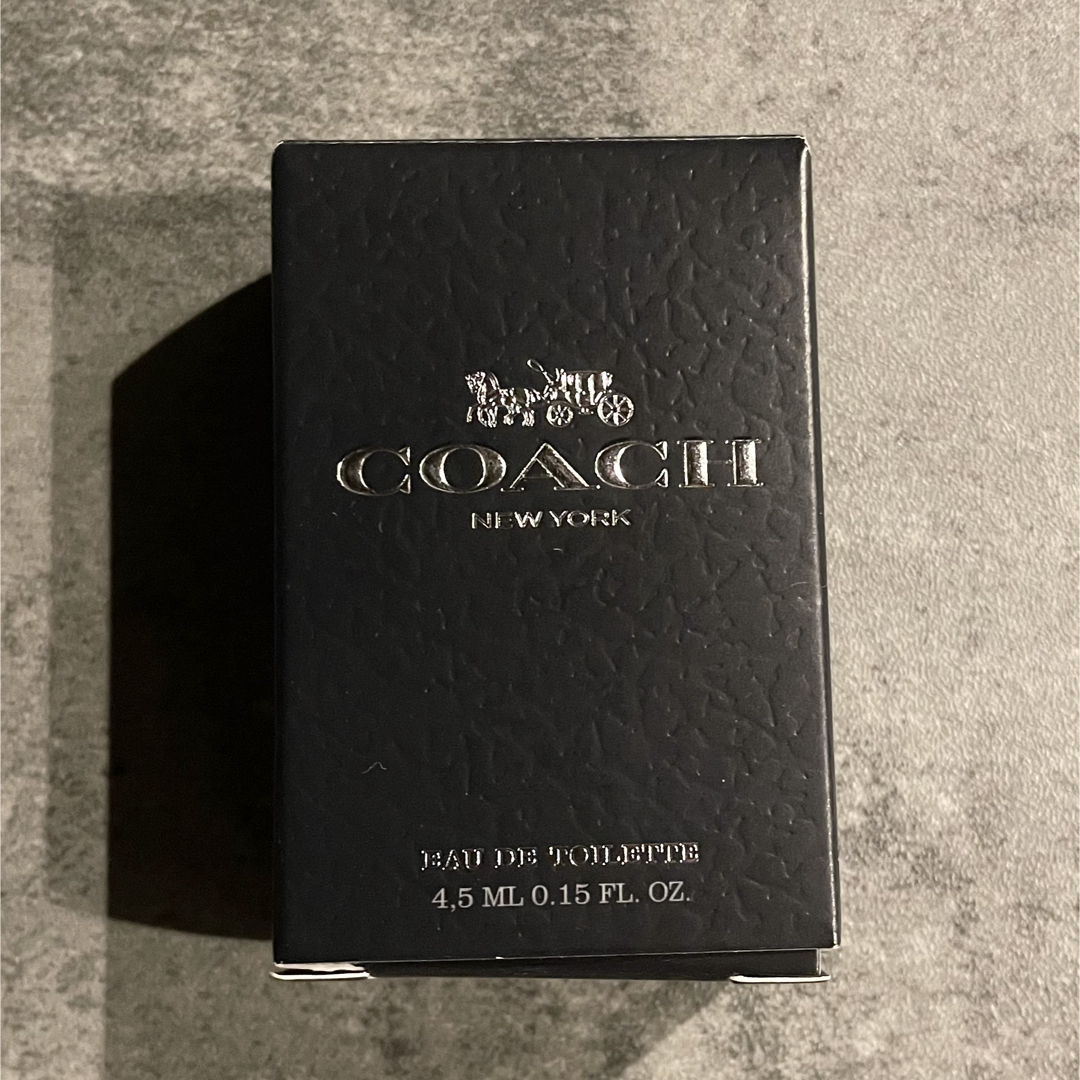 COACH
NEW YORK
EAU DE TOILETTE
4,5 ML 0.15 FL. OZ.